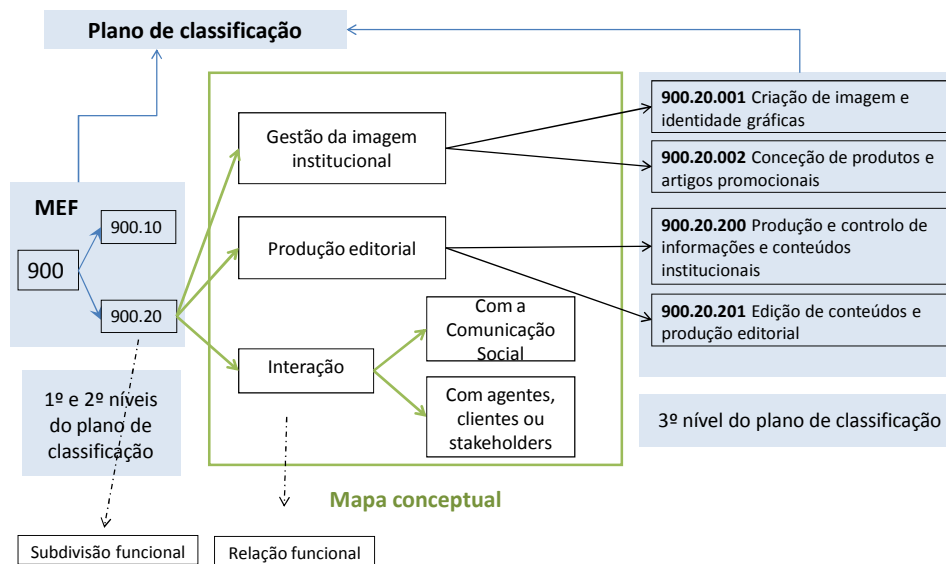 Plano de classificação
MEF
900
900.10
900.20
1º e 2º níveis
do plano de
classificação
Subdivisão funcional
Gestão da imagem
institucional
Produção editorial
Interação
Com a
Comunicação
Social
Com agentes,
clientes ou
stakeholders
Mapa conceptual
Relação funcional
900.20.001 Criação de imagem e
identidade gráficas
900.20.002 Conceção de produtos e
artigos promocionais
900.20.200 Produção e controlo de
informações e conteúdos
institucionais
900.20.201 Edição de conteúdos e
produção editorial
3º nível do plano de classificação